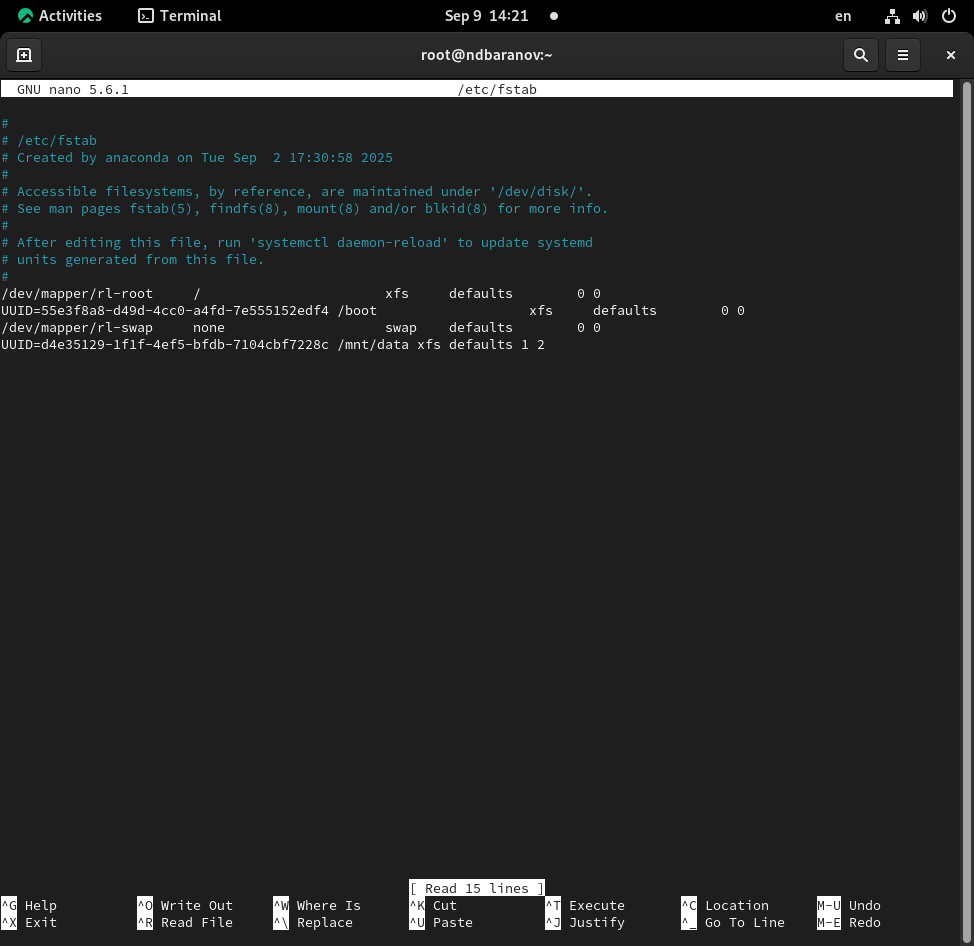 Activities Terminal Sep 9 14:21 en
root@ndbaranov:~
GNU nano 5.6.1 /etc/fstab
#
# /etc/fstab
# Created by anaconda on Tue Sep  2 17:30:58 2025
#
# Accessible filesystems, by reference, are maintained under '/dev/disk/'.
# See man pages fstab(5), findfs(8), mount(8) and/or blkid(8) for more info.
#
# After editing this file, run 'systemctl daemon-reload' to update systemd
# units generated from this file.
#
/dev/mapper/rl-root     /                       xfs     defaults        0 0
UUID=55e3f8a8-d49d-4cc0-a4fd-7e555152edf4 /boot                   xfs     defaults        0 0
/dev/mapper/rl-swap     none                    swap    defaults        0 0
UUID=d4e35129-1f1f-4ef5-bfdb-7104cbf7228c /mnt/data xfs defaults 1 2
[ Read 15 lines ]
^G Help ^O Write Out ^W Where Is ^K Cut ^T Execute ^C Location M-U Undo
^X Exit ^R Read File ^\ Replace ^U Paste ^J Justify ^_ Go To Line M-E Redo